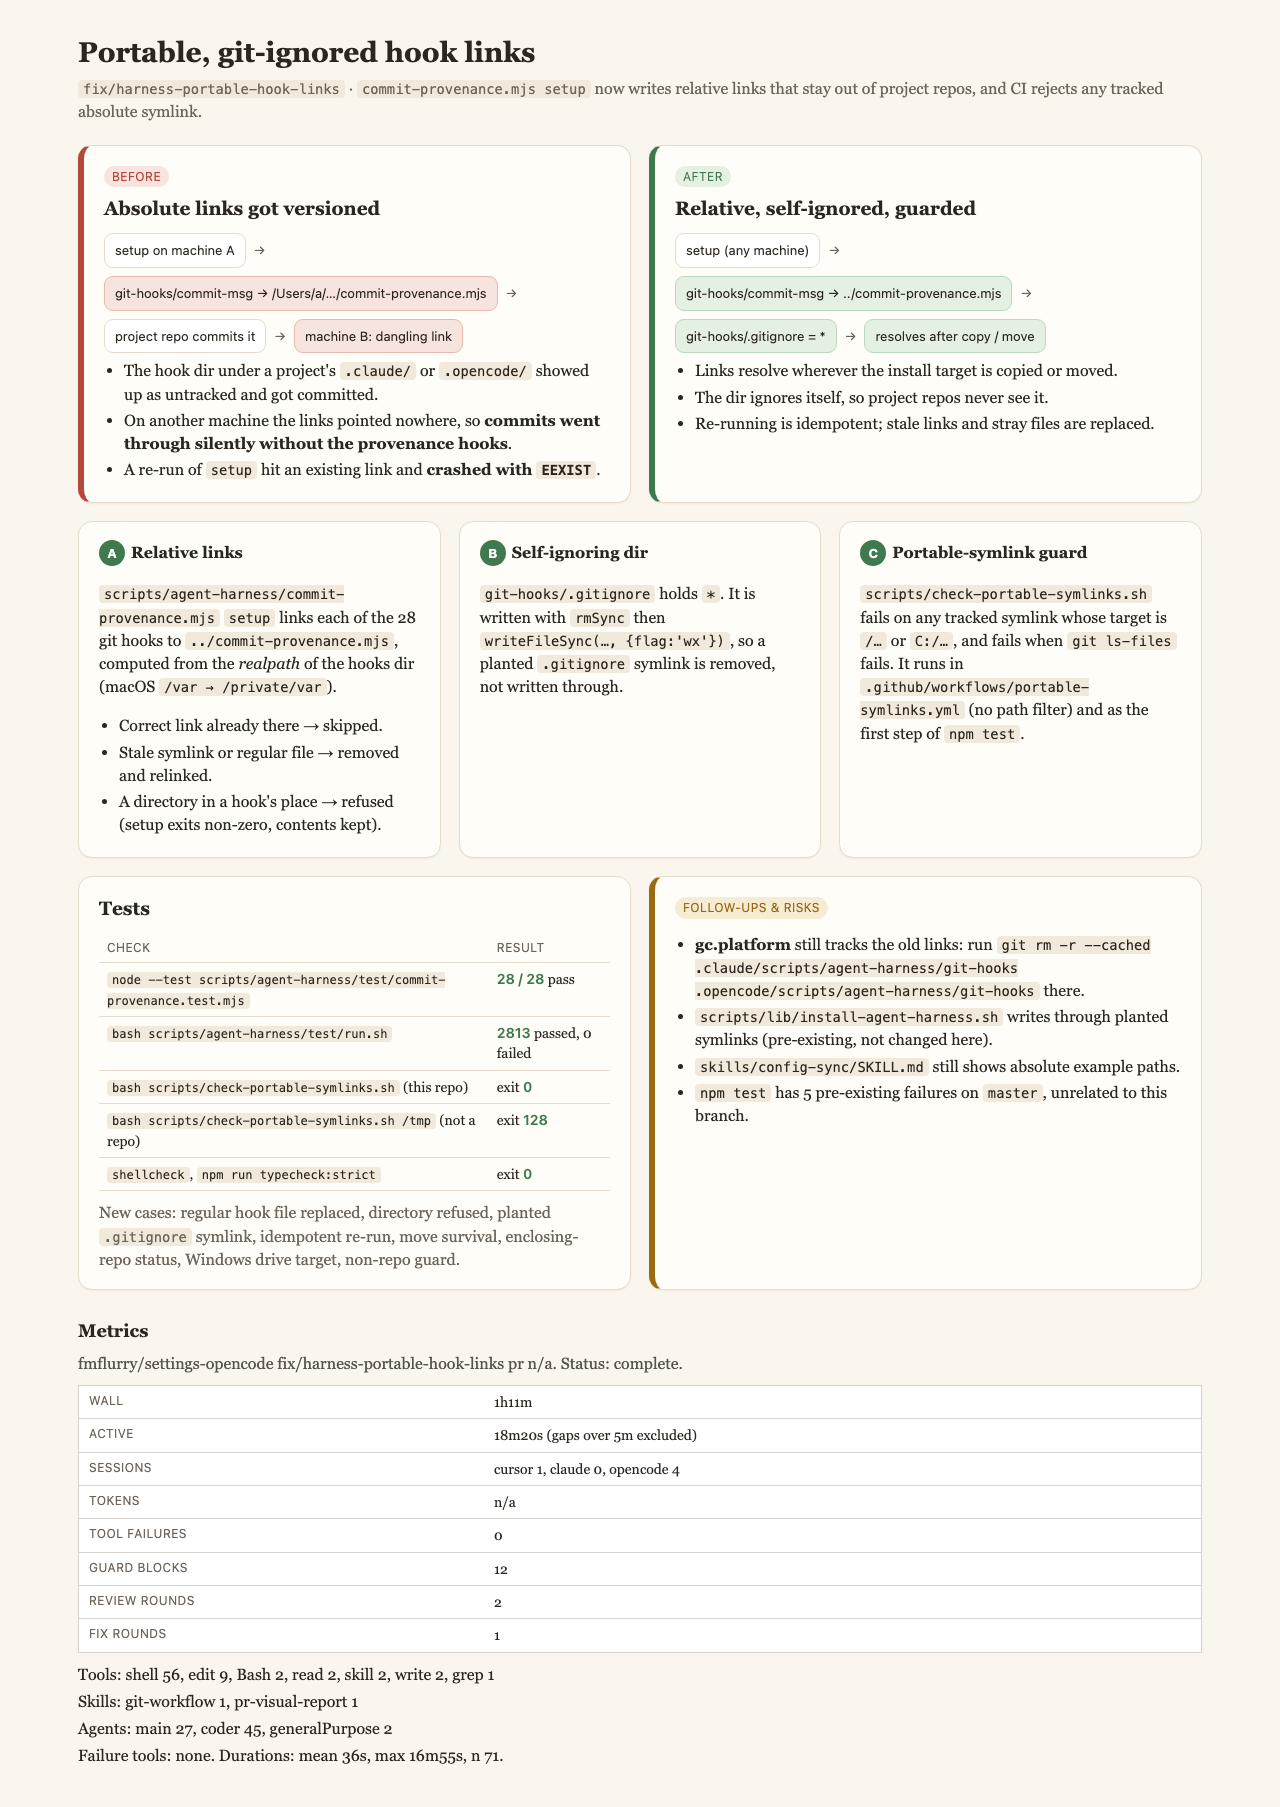 Portable, git-ignored hook links
fix/harness-portable-hook-links · commit-provenance.mjs setup now writes relative links that stay out of project repos, and CI rejects any tracked
absolute symlink.
BEFORE
Absolute links got versioned
setup on machine A →
git-hooks/commit-msg → /Users/a/…/commit-provenance.mjs →
project repo commits it → machine B: dangling link
• The hook dir under a project's .claude/ or .opencode/ showed
up as untracked and got committed.
• On another machine the links pointed nowhere, so commits went
through silently without the provenance hooks.
• A re-run of setup hit an existing link and crashed with EEXIST.
AFTER
Relative, self-ignored, guarded
setup (any machine) →
git-hooks/commit-msg → ../commit-provenance.mjs →
git-hooks/.gitignore = * → resolves after copy / move
• Links resolve wherever the install target is copied or moved.
• The dir ignores itself, so project repos never see it.
• Re-running is idempotent; stale links and stray files are replaced.
A Relative links
scripts/agent-harness/commit-
provenance.mjs setup links each of the 28
git hooks to ../commit-provenance.mjs,
computed from the realpath of the hooks dir
(macOS /var → /private/var).
• Correct link already there → skipped.
• Stale symlink or regular file → removed
and relinked.
• A directory in a hook's place → refused
(setup exits non-zero, contents kept).
B Self-ignoring dir
git-hooks/.gitignore holds *. It is
written with rmSync then
writeFileSync(…, {flag:'wx'}), so a
planted .gitignore symlink is removed,
not written through.
C Portable-symlink guard
scripts/check-portable-symlinks.sh
fails on any tracked symlink whose target is
/… or C:/…, and fails when git ls-files
fails. It runs in
.github/workflows/portable-
symlinks.yml (no path filter) and as the
first step of npm test.
Tests
CHECK RESULT
node --test scripts/agent-harness/test/commit-
provenance.test.mjs 28 / 28 pass
bash scripts/agent-harness/test/run.sh 2813 passed, 0
failed
bash scripts/check-portable-symlinks.sh (this repo) exit 0
bash scripts/check-portable-symlinks.sh /tmp (not a
repo) exit 128
shellcheck, npm run typecheck:strict exit 0
New cases: regular hook file replaced, directory refused, planted
.gitignore symlink, idempotent re-run, move survival, enclosing-
repo status, Windows drive target, non-repo guard.
FOLLOW-UPS & RISKS
• gc.platform still tracks the old links: run git rm -r --cached
.claude/scripts/agent-harness/git-hooks
.opencode/scripts/agent-harness/git-hooks there.
• scripts/lib/install-agent-harness.sh writes through planted
symlinks (pre-existing, not changed here).
• skills/config-sync/SKILL.md still shows absolute example paths.
• npm test has 5 pre-existing failures on master, unrelated to this
branch.
Metrics
fmflurry/settings-opencode fix/harness-portable-hook-links pr n/a. Status: complete.
WALL 1h11m
ACTIVE 18m20s (gaps over 5m excluded)
SESSIONS cursor 1, claude 0, opencode 4
TOKENS n/a
TOOL FAILURES 0
GUARD BLOCKS 12
REVIEW ROUNDS 2
FIX ROUNDS 1
Tools: shell 56, edit 9, Bash 2, read 2, skill 2, write 2, grep 1
Skills: git-workflow 1, pr-visual-report 1
Agents: main 27, coder 45, generalPurpose 2
Failure tools: none. Durations: mean 36s, max 16m55s, n 71.